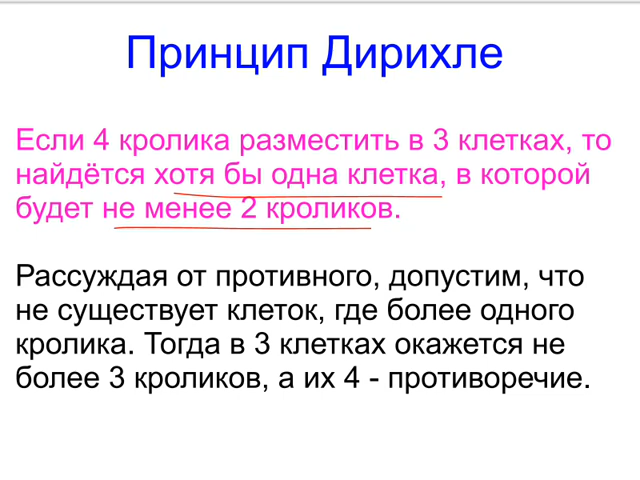 Принцип Дирихле
Если 4 кролика разместить в 3 клетках, то
найдётся хотя бы одна клетка, в которой
будет не менее 2 кроликов.
Рассуждая от противного, допустим, что
не существует клеток, где более одного
кролика. Тогда в 3 клетках окажется не
более 3 кроликов, а их 4 - противоречие.